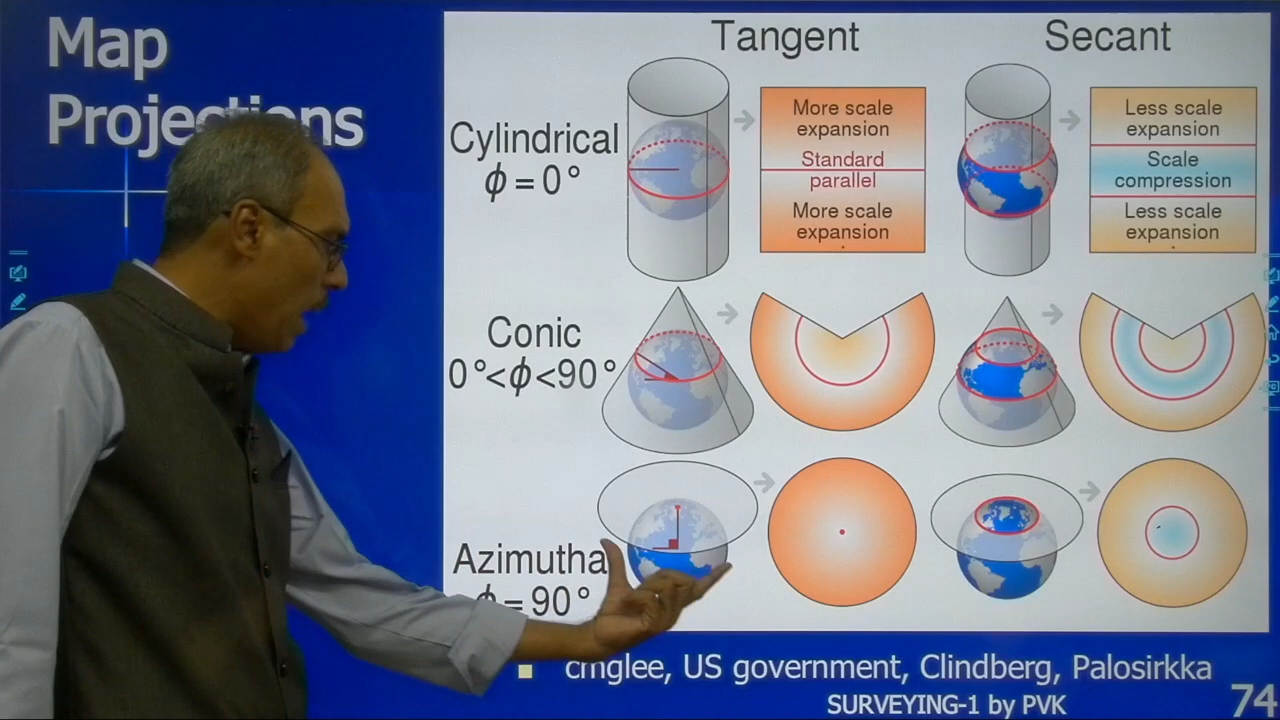 Map
Projections
Tangent
Secant
Cylindrical
ϕ = 0°
More scale
expansion
Standard
parallel
More scale
expansion
Less scale
expansion
Scale
compression
Less scale
expansion
Conic
0°<ϕ<90°
Azimutha
ϕ = 90°
cmglee, US government, Clindberg, Palosirkka
SURVEYING-1 by PVK
74